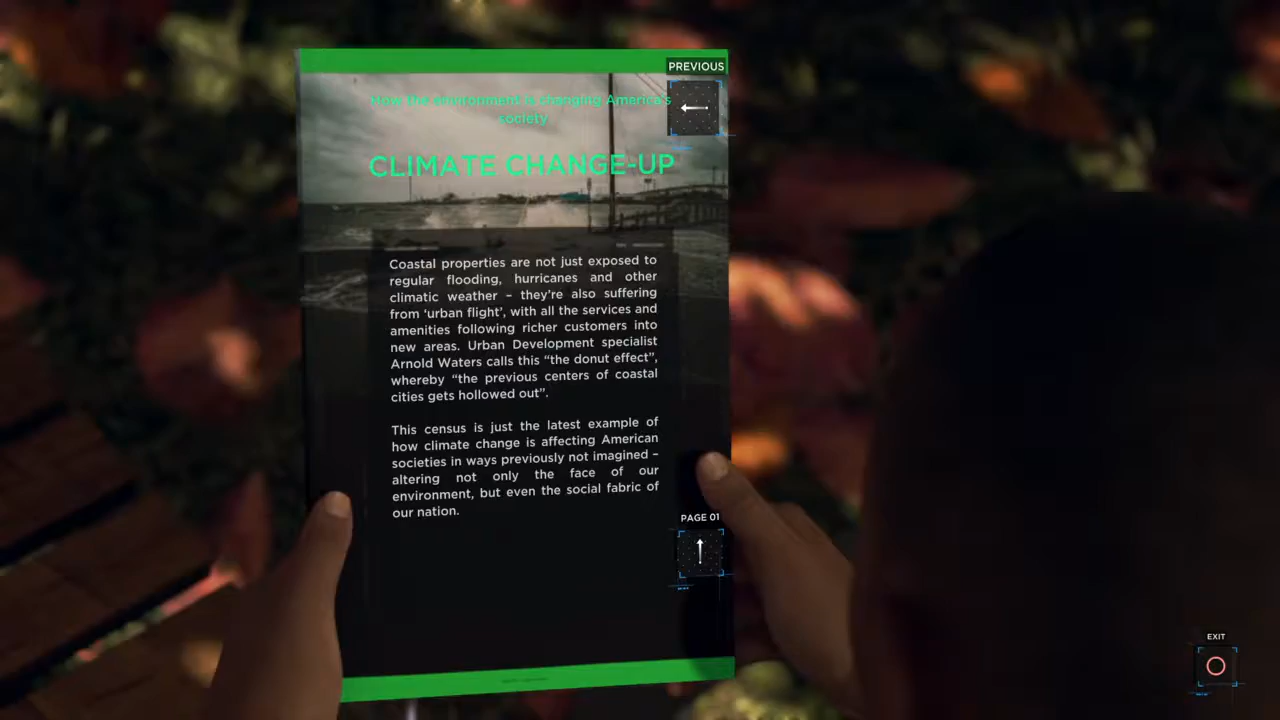 PREVIOUS
How the environment is changing America's
society
CLIMATE CHANGE-UP
Coastal properties are not just exposed to
regular flooding, hurricanes and other
climatic weather – they're also suffering
from ‘urban flight’, with all the services and
amenities following richer customers into
new areas. Urban Development specialist
Arnold Waters calls this “the donut effect”,
whereby “the previous centers of coastal
cities gets hollowed out”.
This census is just the latest example of
how climate change is affecting American
societies in ways previously not imagined –
altering not only the face of our
environment, but even the social fabric of
our nation.
PAGE 01
EXIT